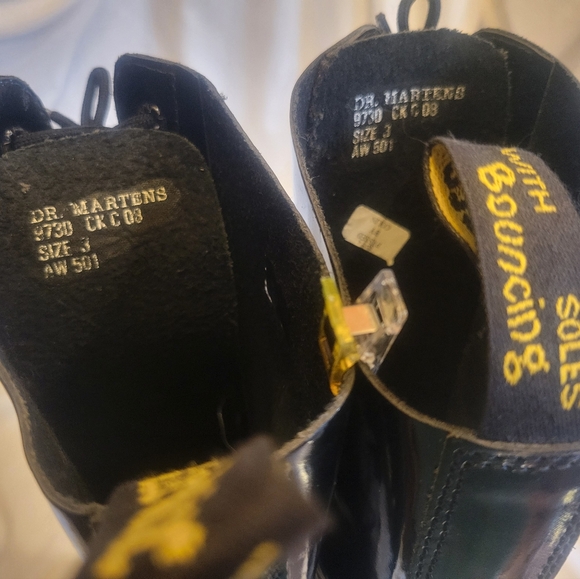 DR. MARTENS
9730 CK C 08
SIZE 3
AW 501
DR. MARTENS
9730 CK C 08
SIZE 3
AW 501
WITH
Bouncing
SOLES